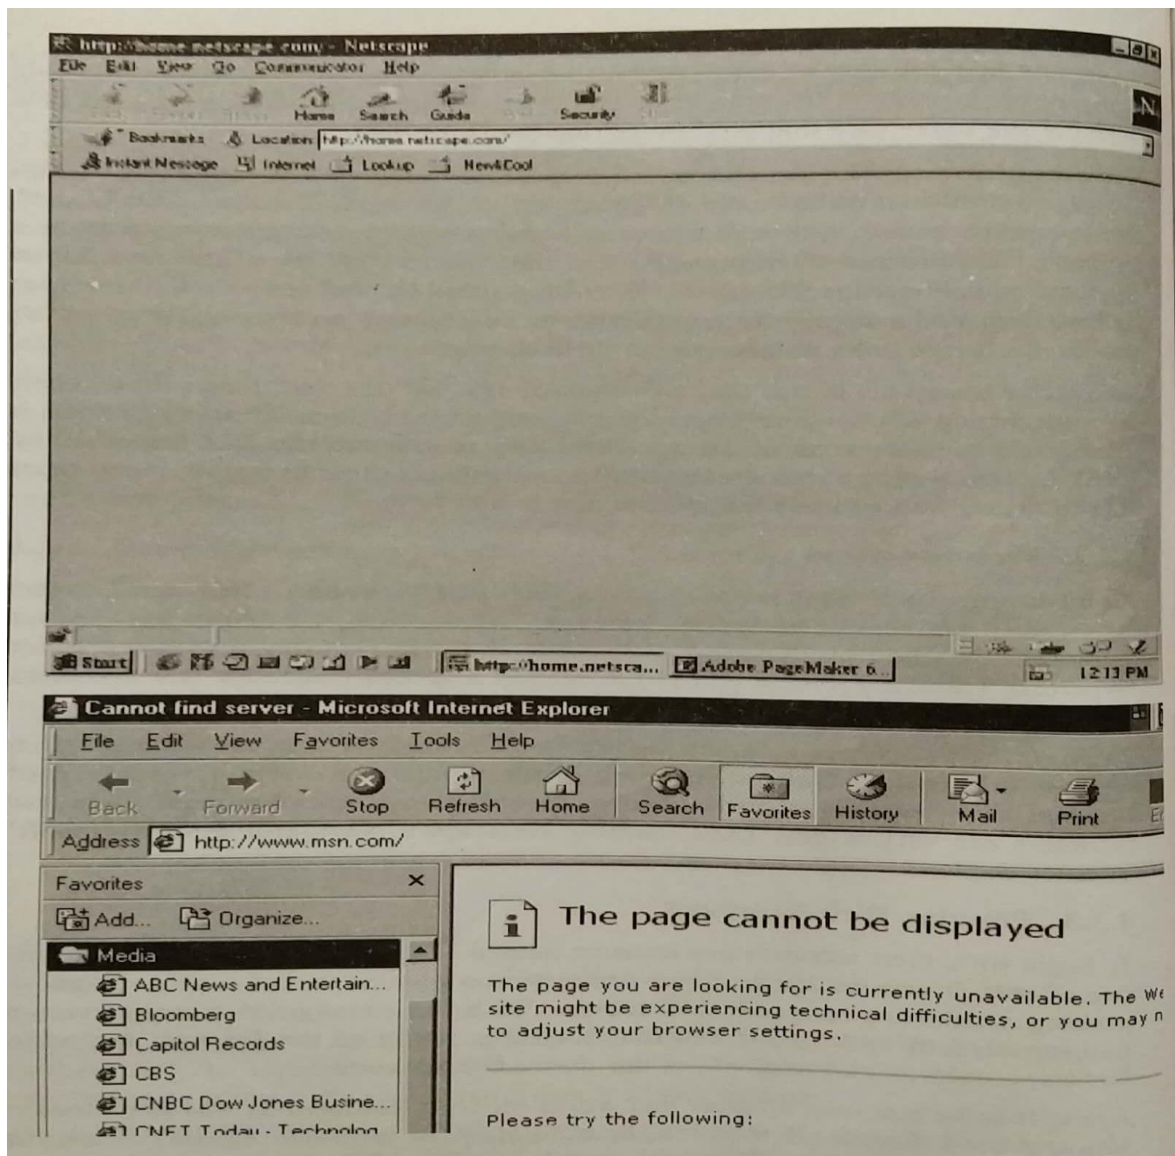 http://home.netscape.com/ - Netscape
File Edit View Go Communicator Help
Home Search Guide Security
Bookmarks Location http://home.netscape.com/
Instant Message Internet Lookup New&Cool
Start http://home.netsca... Adobe PageMaker 6... 12:13 PM
Cannot find server - Microsoft Internet Explorer
File Edit View Favorites Tools Help
Back Forward Stop Refresh Home Search Favorites History Mail Print
Address http://www.msn.com/
Favorites
Add... Organize...
Media
ABC News and Entertain...
Bloomberg
Capitol Records
CBS
CNBC Dow Jones Busine...
CNET Today - Technolog
The page cannot be displayed
The page you are looking for is currently unavailable. The We
site might be experiencing technical difficulties, or you may n
to adjust your browser settings.
Please try the following: